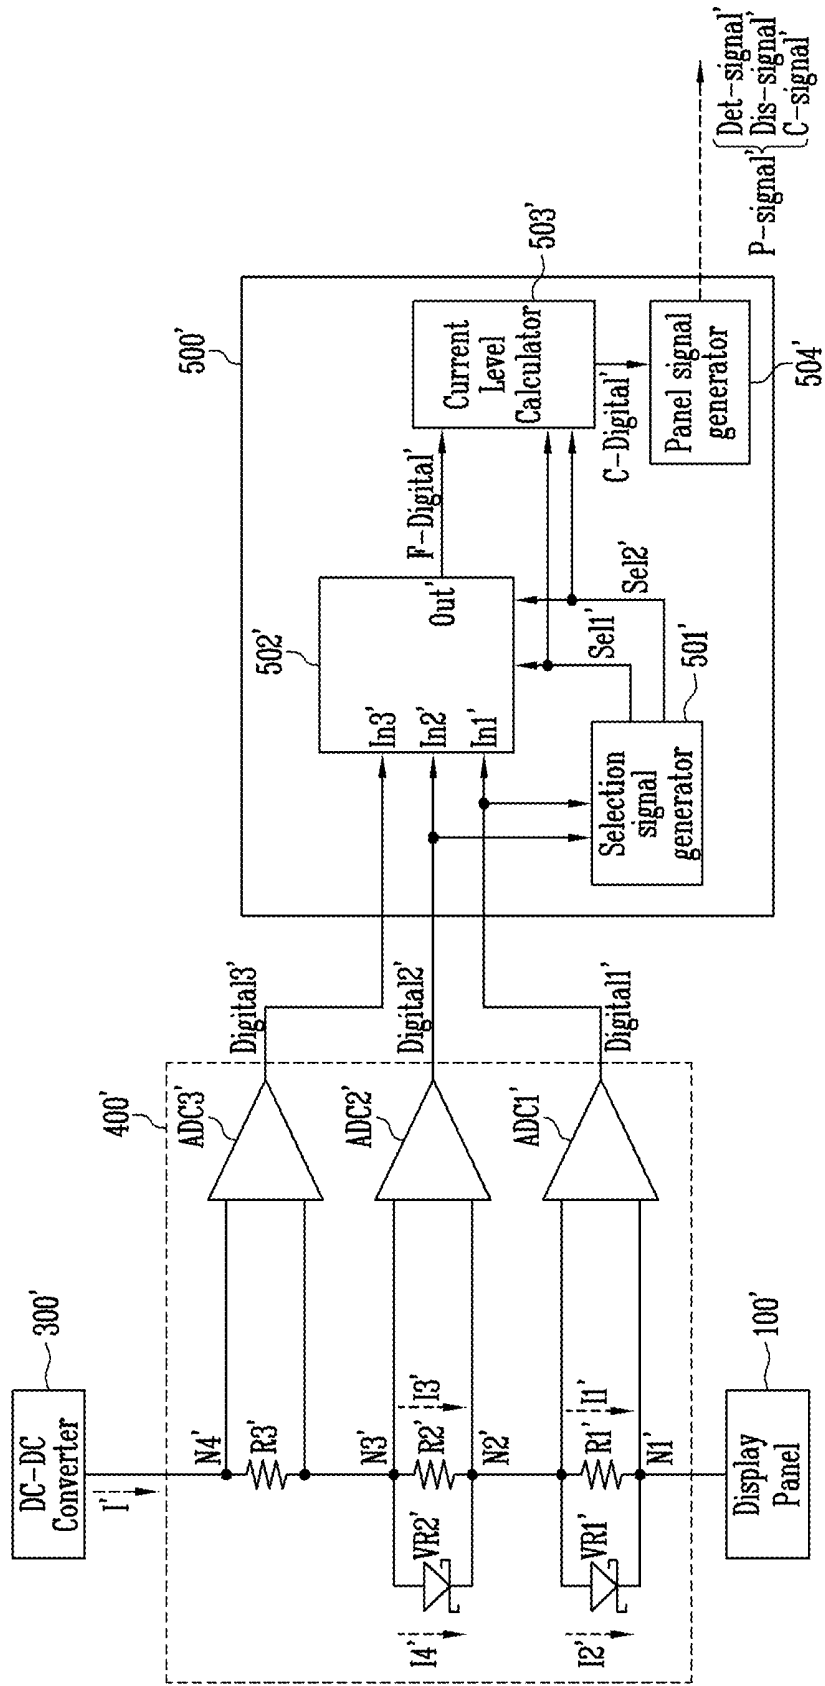 DC-DC
Converter
300'
I'
400'
N4'
R3'
ADC3'
Digital3'
N3'
R2'
I3'
VR2'
I4'
N2'
ADC2'
Digital2'
R1'
I1'
VR1'
I2'
N1'
ADC1'
Digital1'
Display
Panel
100'
500'
502'
In3'
In2'
In1'
Out'
Selection
signal
generator
501'
Sel1'
Sel2'
F-Digital'
Current
Level
Calculator
503'
C-Digital'
Panel signal
generator
504'
P-signal'
Det-signal'
Dis-signal'
C-signal'